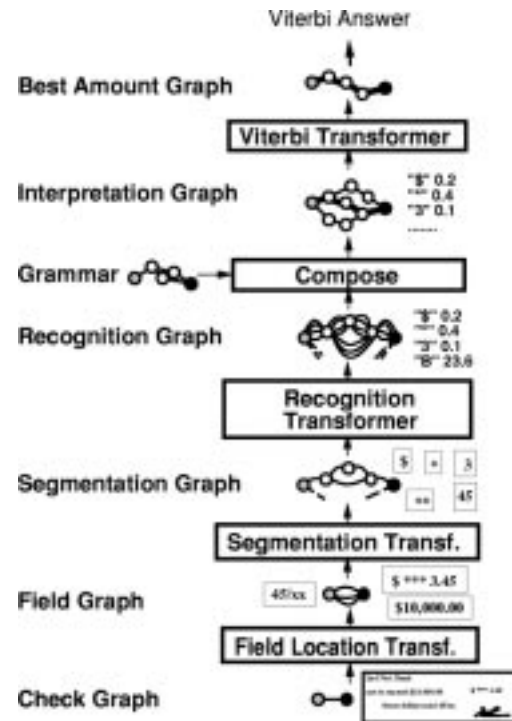 Viterbi Answer
Best Amount Graph
Viterbi Transformer
Interpretation Graph
"$" 0.2
"*" 0.4
"3" 0.1
......
Grammar
Compose
Recognition Graph
"$" 0.2
"*" 0.4
"3" 0.1
"B" 23.6
Recognition
Transformer
$ * 3
Segmentation Graph
** 45
Segmentation Transf.
$ *** 3.45
45/xx
Field Graph
$10,000.00
Field Location Transf.
Check Graph